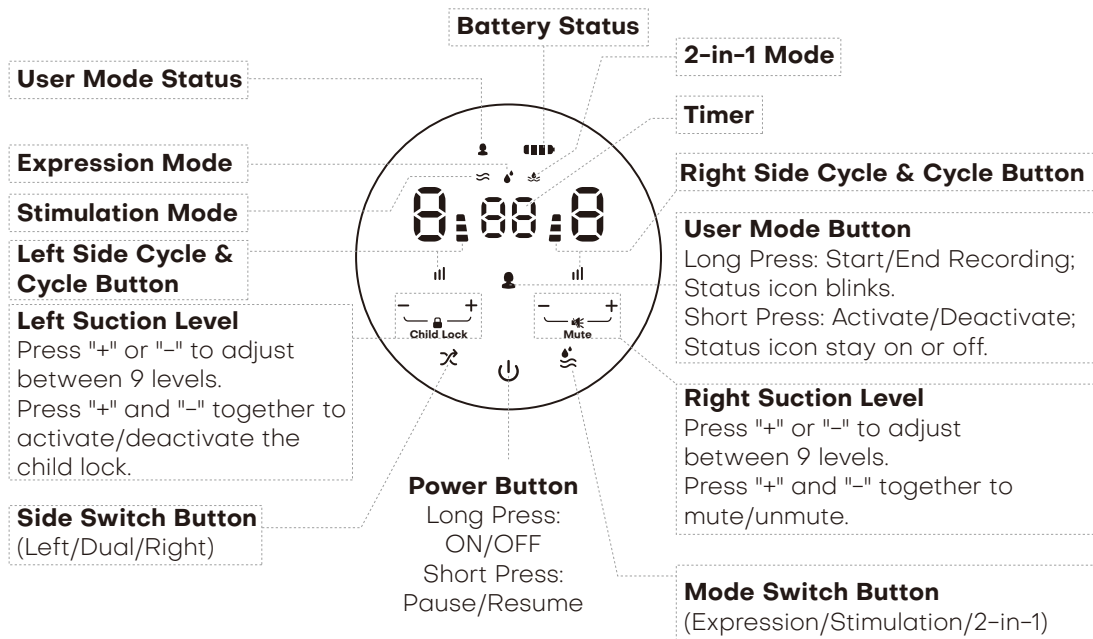 Battery Status
2-in-1 Mode
User Mode Status
Timer
Expression Mode
Right Side Cycle & Cycle Button
Stimulation Mode
8 88 8
Left Side Cycle &
Cycle Button
User Mode Button
Long Press: Start/End Recording;
Status icon blinks.
Short Press: Activate/Deactivate;
Status icon stay on or off.
Left Suction Level
Press "+" or "-" to adjust
between 9 levels.
Press "+" and "-" together to
activate/deactivate the
child lock.
- +
Child Lock
- +
Mute
Right Suction Level
Press "+" or "-" to adjust
between 9 levels.
Press "+" and "-" together to
mute/unmute.
Side Switch Button
(Left/Dual/Right)
Power Button
Long Press:
ON/OFF
Short Press:
Pause/Resume
Mode Switch Button
(Expression/Stimulation/2-in-1)